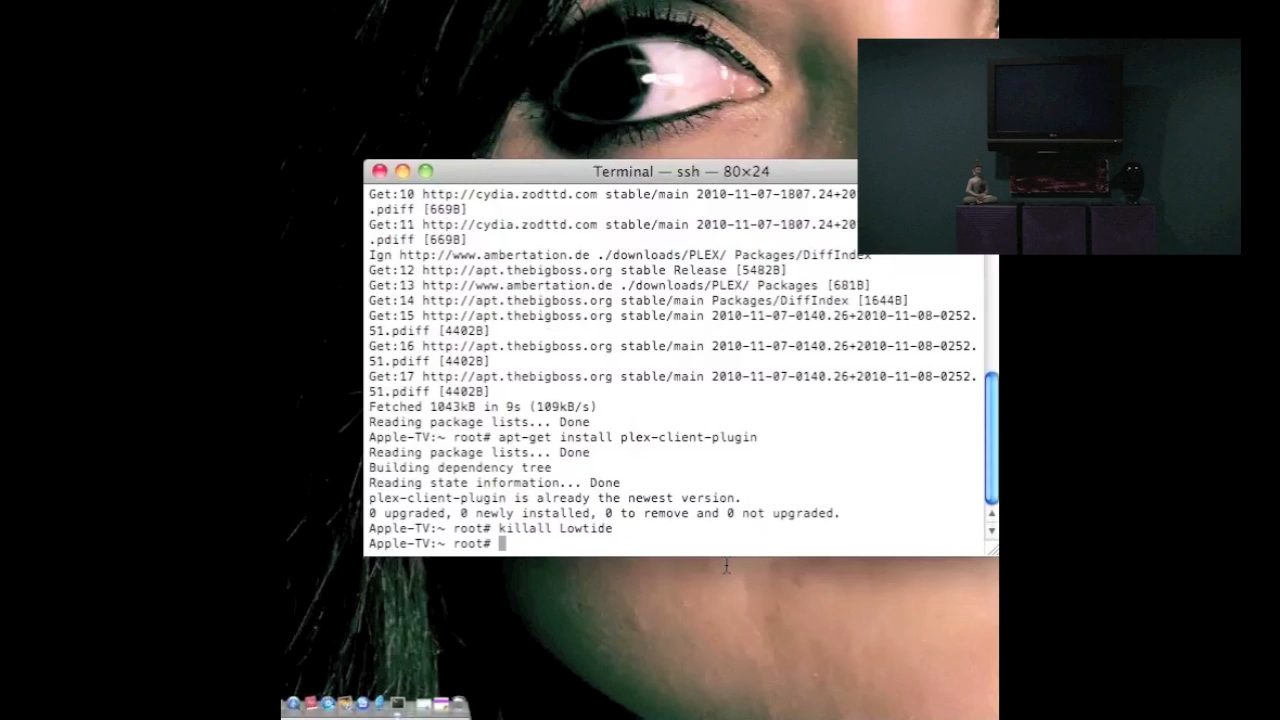 Terminal — ssh — 80×24
Get:10 http://cydia.zodttd.com stable/main 2010-11-07-1807.24+20
.pdiff [669B]
Get:11 http://cydia.zodttd.com stable/main 2010-11-07-1807.24+20
.pdiff [669B]
Ign http://www.ambertation.de ./downloads/PLEX/ Packages/DiffIndex
Get:12 http://apt.thebigboss.org stable Release [5482B]
Get:13 http://www.ambertation.de ./downloads/PLEX/ Packages [681B]
Get:14 http://apt.thebigboss.org stable/main Packages/DiffIndex [1644B]
Get:15 http://apt.thebigboss.org stable/main 2010-11-07-0140.26+2010-11-08-0252.
51.pdiff [4402B]
Get:16 http://apt.thebigboss.org stable/main 2010-11-07-0140.26+2010-11-08-0252.
51.pdiff [4402B]
Get:17 http://apt.thebigboss.org stable/main 2010-11-07-0140.26+2010-11-08-0252.
51.pdiff [4402B]
Fetched 1043kB in 9s (109kB/s)
Reading package lists... Done
Apple-TV:~ root# apt-get install plex-client-plugin
Reading package lists... Done
Building dependency tree
Reading state information... Done
plex-client-plugin is already the newest version.
0 upgraded, 0 newly installed, 0 to remove and 0 not upgraded.
Apple-TV:~ root# killall Lowtide
Apple-TV:~ root#